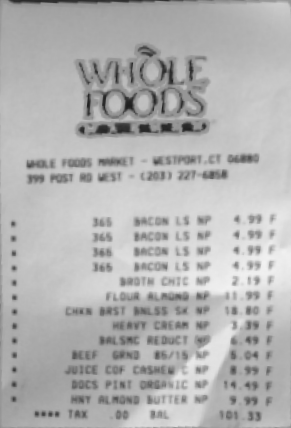 WHOLE
FOODS
MARKET
WHOLE FOODS MARKET - WESTPORT,CT 06880
399 POST RD WEST - (203) 227-6858
* 365 BACON LS NP 4.99 F
* 365 BACON LS NP 4.99 F
* 365 BACON LS NP 4.99 F
* 365 BACON LS NP 4.99 F
* BROTH CHIC NP 2.19 F
* FLOUR ALMOND NP 11.99 F
* CHKN BRST BNLSS SK NP 18.80 F
* HEAVY CREAM NP 3.39 F
* BALSMC REDUCT NP 6.49 F
* BEEF GRND 85/15 NP 5.04 F
* JUICE COF CASHEW C NP 8.99 F
* DOCS PINT ORGANIC NP 14.49 F
* HNY ALMOND BUTTER NP 9.99 F
**** TAX .00 BAL 101.33